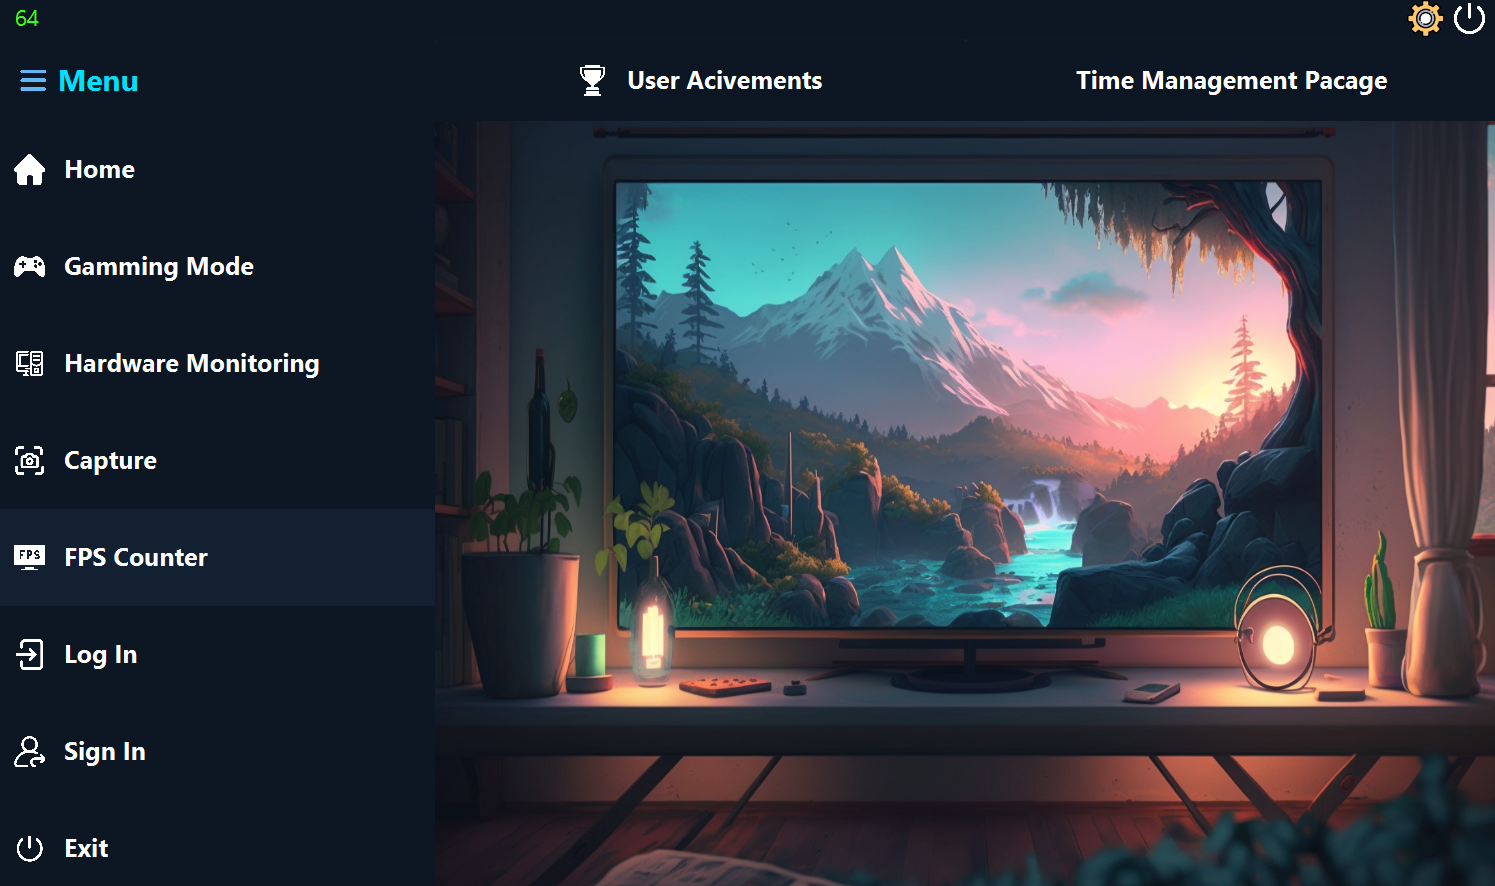 64
Menu
User Acivements
Time Management Pacage
Home
Gamming Mode
Hardware Monitoring
Capture
FPS
FPS Counter
Log In
Sign In
Exit